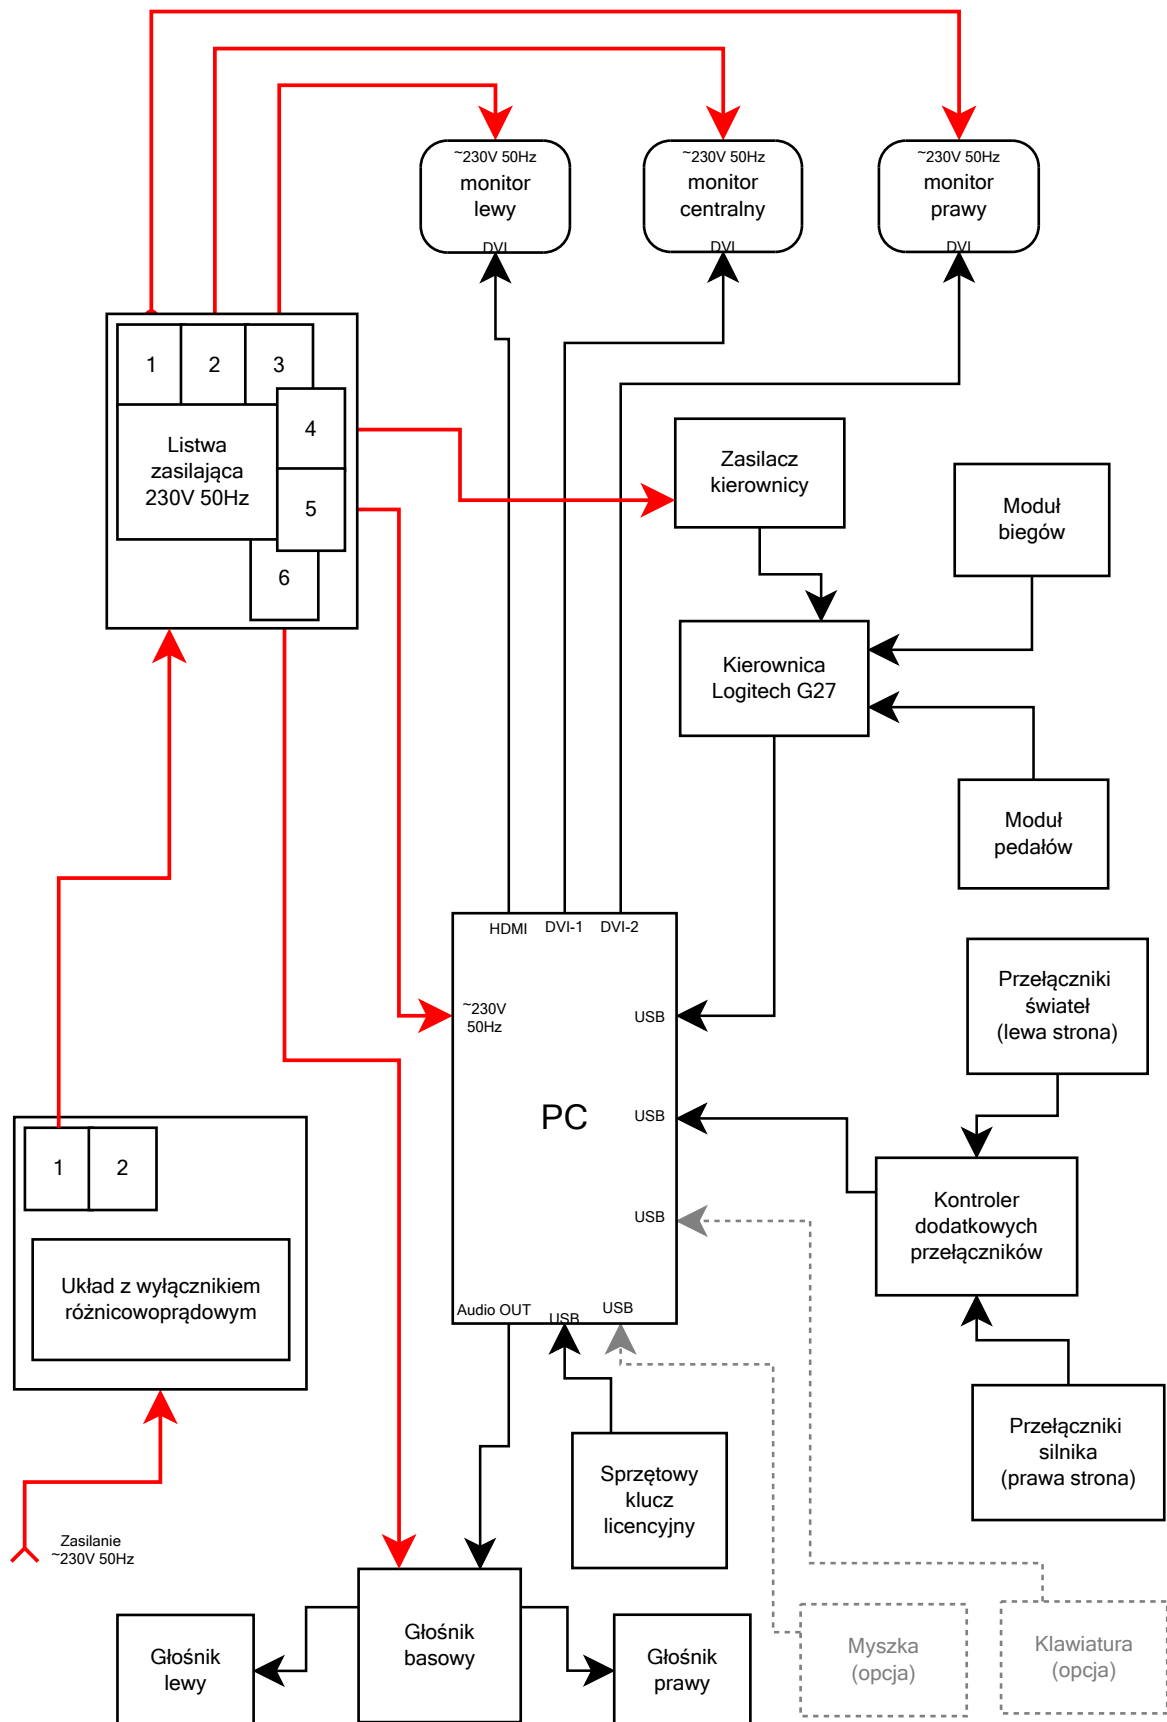 ~230V 50Hz
monitor
lewy
DVI
~230V 50Hz
monitor
centralny
DVI
~230V 50Hz
monitor
prawy
DVI
1
2
3
4
5
6
Listwa
zasilająca
230V 50Hz
Zasilacz
kierownicy
Moduł
biegów
Kierownica
Logitech G27
Moduł
pedałów
HDMI
DVI-1
DVI-2
~230V
50Hz
USB
PC
USB
USB
Audio OUT
USB
USB
Przełączniki
świateł
(lewa strona)
Kontroler
dodatkowych
przełączników
Przełączniki
silnika
(prawa strona)
1
2
Układ z wyłącznikiem
różnicowoprądowym
Zasilanie
~230V 50Hz
Sprzętowy
klucz
licencyjny
Głośnik
lewy
Głośnik
basowy
Głośnik
prawy
Myszka
(opcja)
Klawiatura
(opcja)